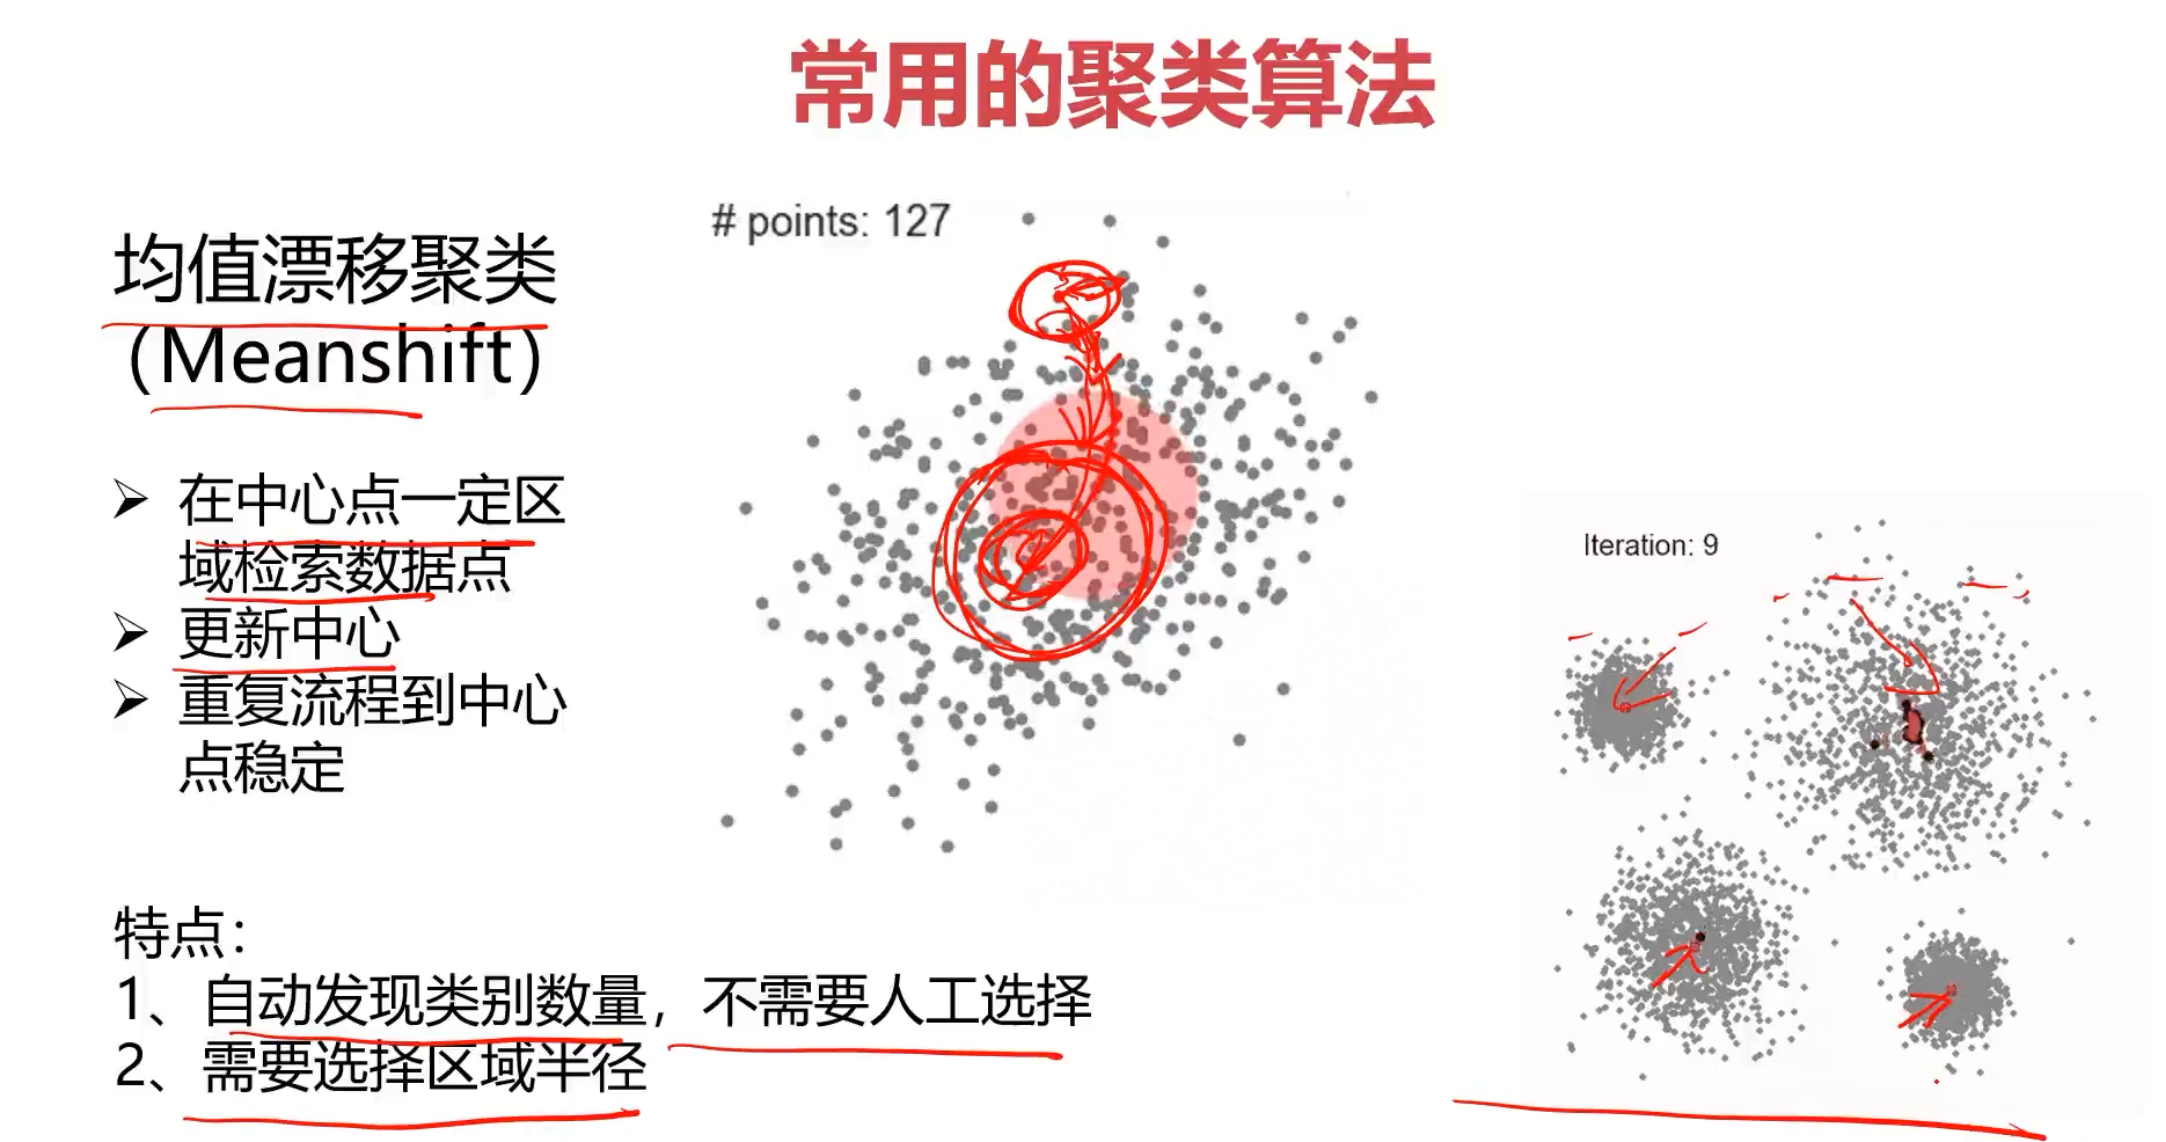 常用的聚类算法
均值漂移聚类
（Meanshift）
➢ 在中心点一定区
域检索数据点
➢ 更新中心
➢ 重复流程到中心
点稳定
# points: 127
Iteration: 9
特点：
1、自动发现类别数量，不需要人工选择
2、需要选择区域半径